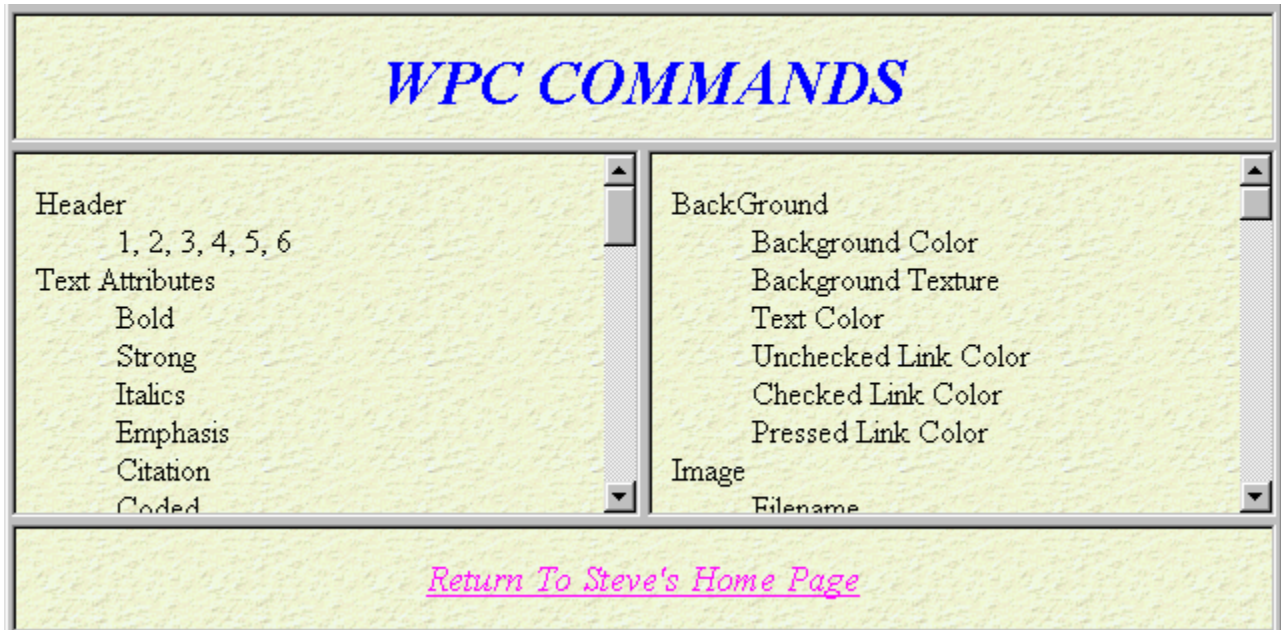 WPC COMMANDS
Header
1, 2, 3, 4, 5, 6
Text Attributes
Bold
Strong
Italics
Emphasis
Citation
Coded
BackGround
Background Color
Background Texture
Text Color
Unchecked Link Color
Checked Link Color
Pressed Link Color
Image
Filename
Return To Steve's Home Page